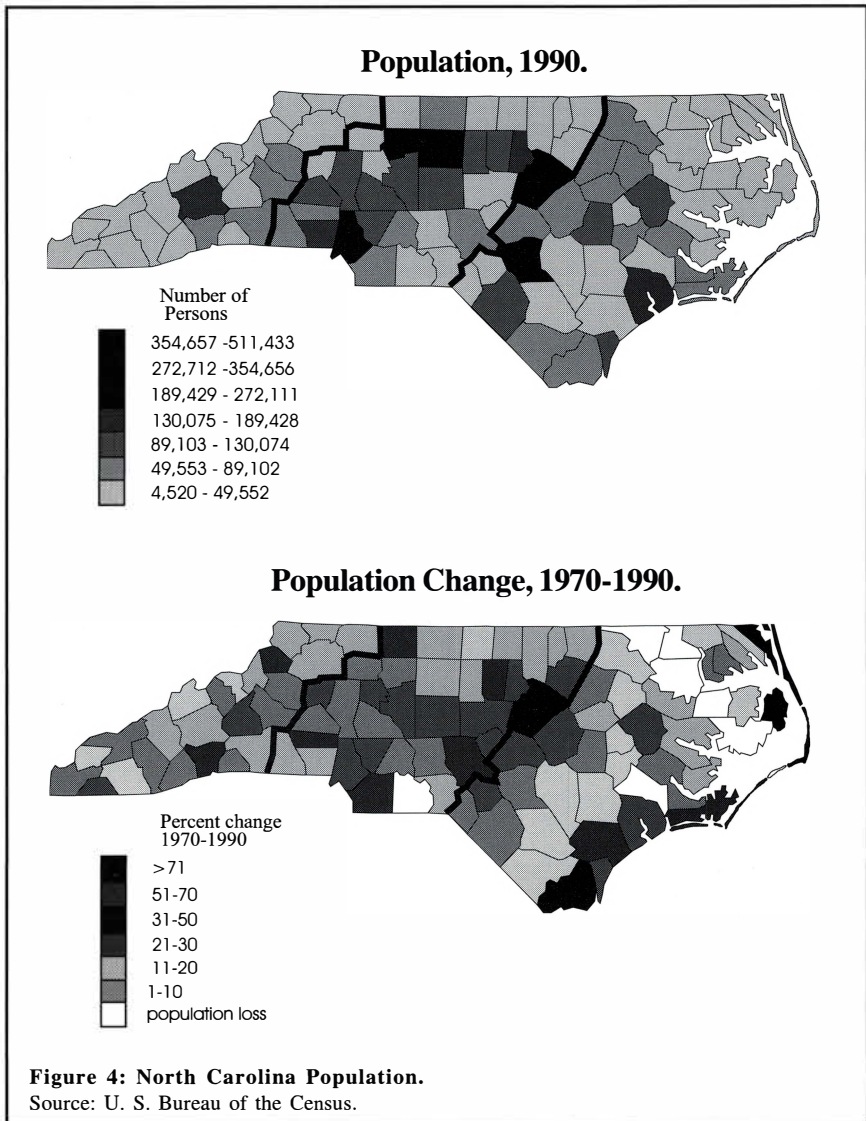 Population, 1990.
Number of
Persons
354,657 -511,433
272,712 -354,656
189,429 - 272,111
130,075 - 189,428
89,103 - 130,074
49,553 - 89,102
4,520 - 49,552
Population Change, 1970-1990.
Percent change
1970-1990
>71
51-70
31-50
21-30
11-20
1-10
population loss
Figure 4: North Carolina Population.
Source: U. S. Bureau of the Census.